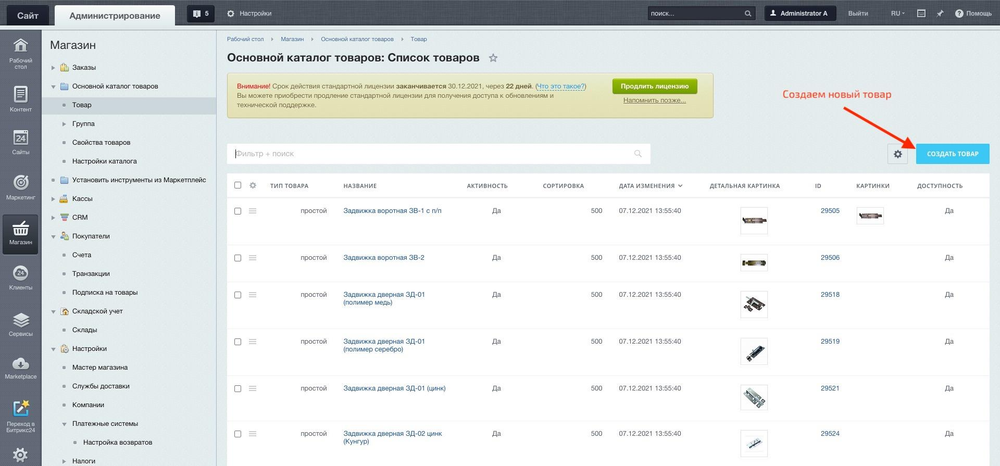 Сайт
Администрирование
5
Настройки
поиск...
Administrator A
Выйти
RU
Помощь
Рабочий стол
Контент
24
Сайты
Маркетинг
Магазин
24
Клиенты
Сервисы
Marketplace
Переход в Битрикс24
Магазин
Заказы
Основной каталог товаров
Товар
Группа
Свойства товаров
Настройки каталога
Установить инструменты из Маркетплейс
Кассы
CRM
Покупатели
Счета
Транзакции
Подписка на товары
Складской учет
Склады
Настройки
Мастер магазина
Службы доставки
Компании
Платежные системы
Настройка возвратов
Налоги
Рабочий стол Магазин Основной каталог товаров Товар
Основной каталог товаров: Список товаров
Внимание! Срок действия стандартной лицензии заканчивается 30.12.2021, через 22 дней. (Что это такое?)
Вы можете приобрести продление стандартной лицензии для получения доступа к обновлениям и
технической поддержке.
Продлить лицензию
Напомнить позже...
Создаем новый товар
Фильтр + поиск
СОЗДАТЬ ТОВАР
ТИП ТОВАРА НАЗВАНИЕ АКТИВНОСТЬ СОРТИРОВКА ДАТА ИЗМЕНЕНИЯ ДЕТАЛЬНАЯ КАРТИНКА ID КАРТИНКИ ДОСТУПНОСТЬ
простой Задвижка воротная ЗВ-1 с п/п Да 500 07.12.2021 13:55:40 29505 Да
простой Задвижка воротная ЗВ-2 Да 500 07.12.2021 13:55:40 29506 Да
простой Задвижка дверная ЗД-01 Да 500 07.12.2021 13:55:40 29518 Да
(полимер медь)
простой Задвижка дверная ЗД-01 Да 500 07.12.2021 13:55:40 29519 Да
(полимер серебро)
простой Задвижка дверная ЗД-01 (цинк) Да 500 07.12.2021 13:55:40 29521 Да
простой Задвижка дверная ЗД-02 цинк Да 500 07.12.2021 13:55:40 29524 Да
(Кунгур)